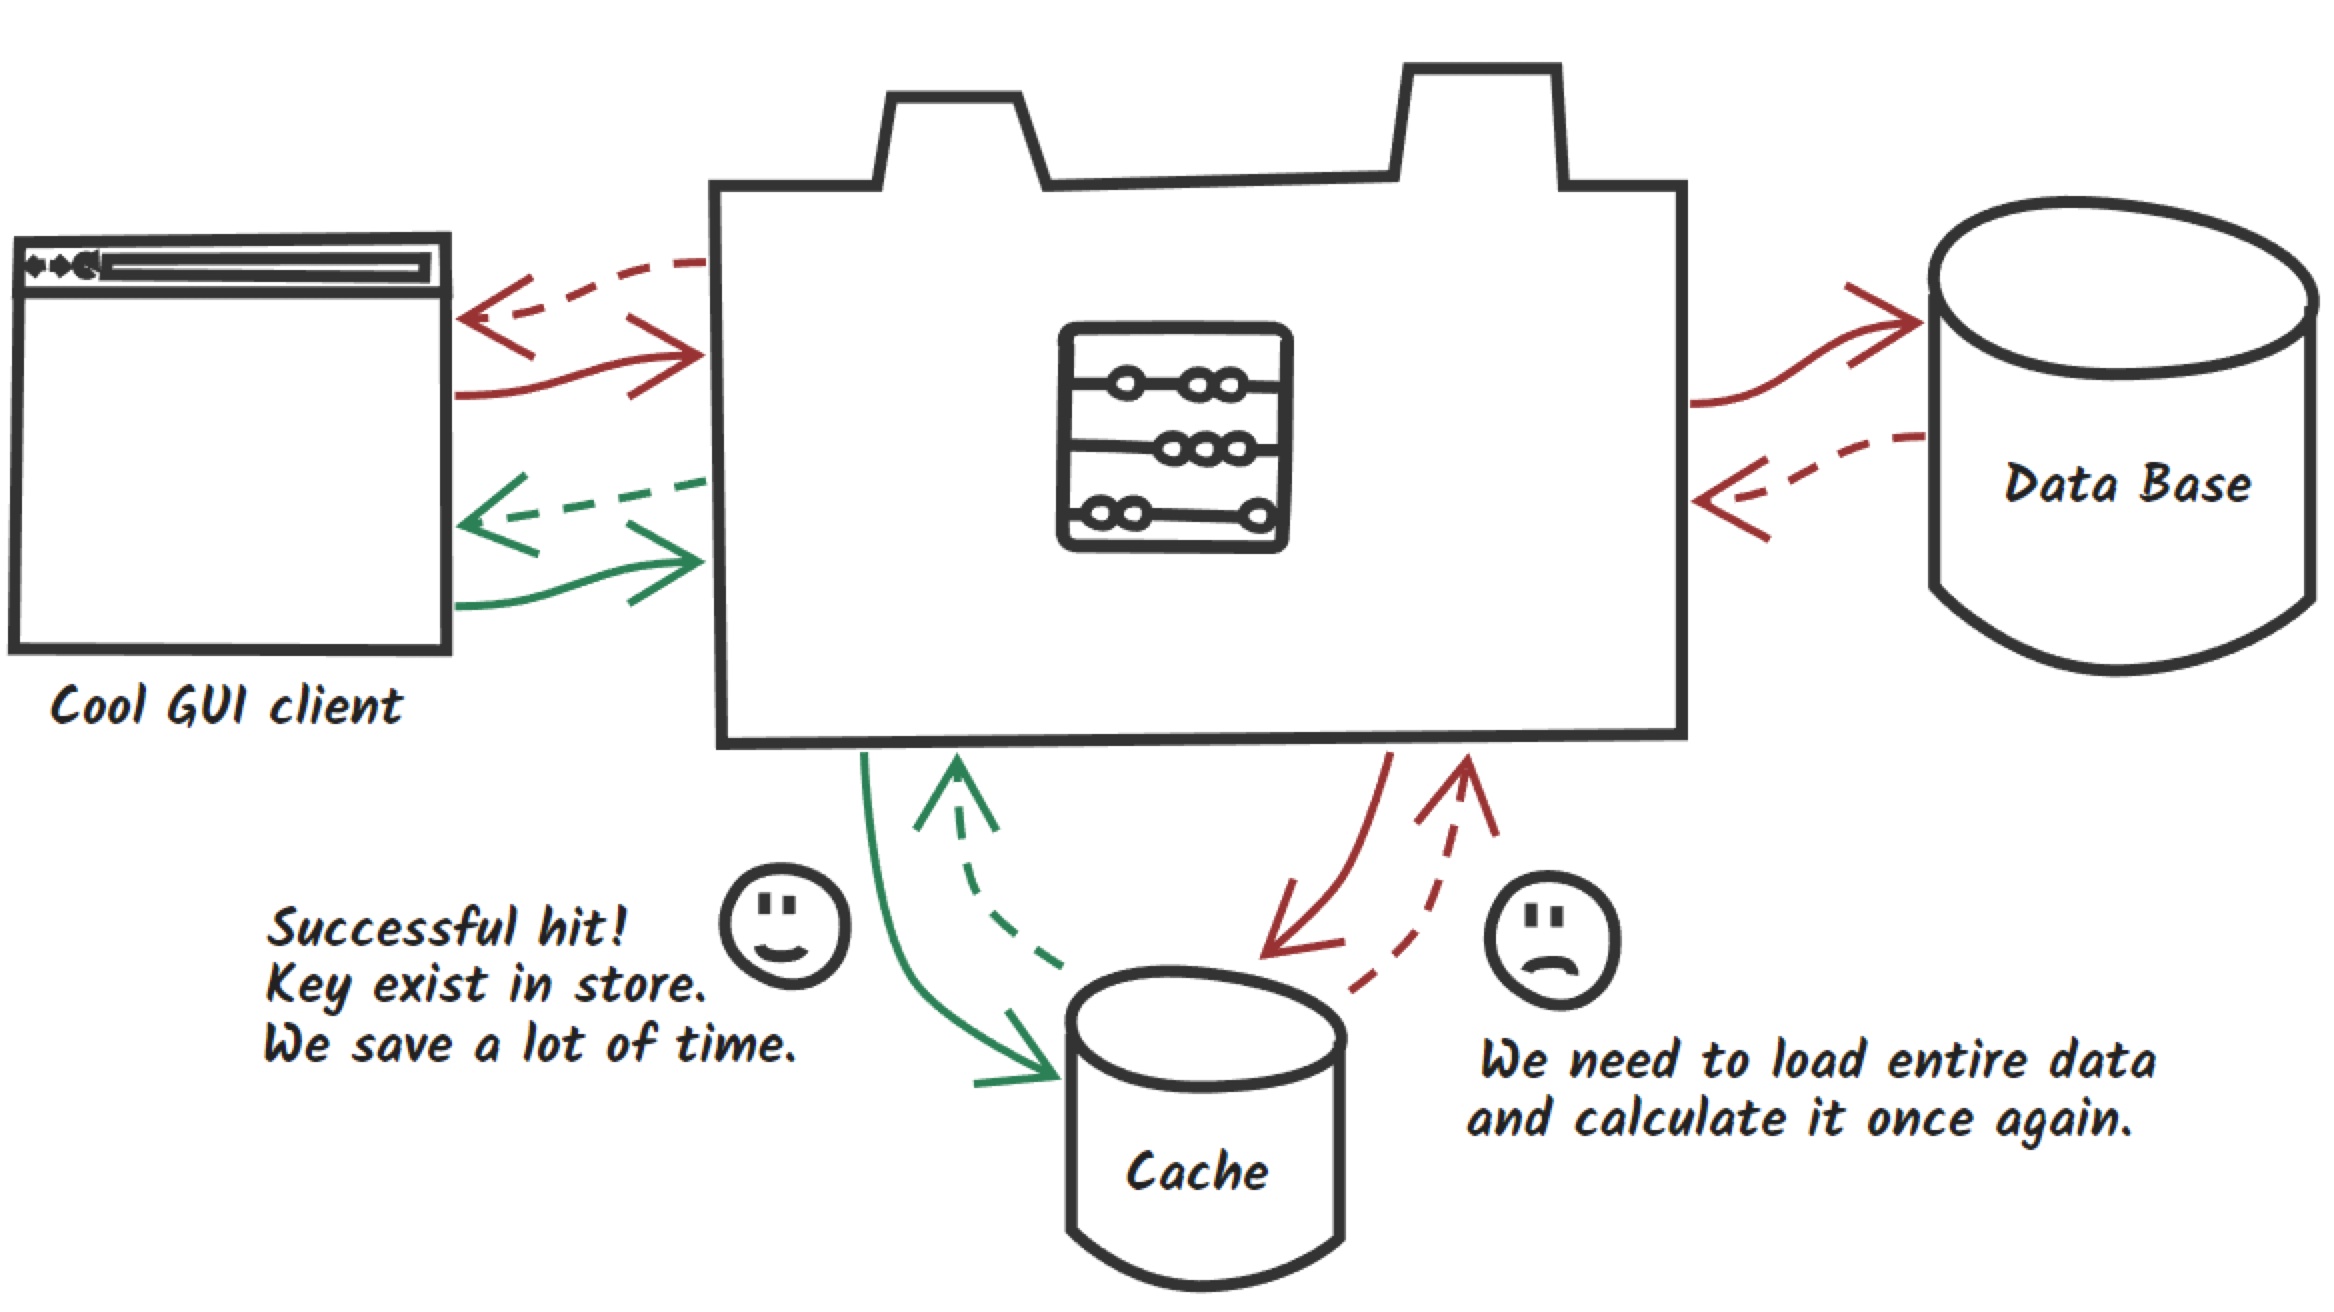 Data Base
Cool GUI client
Successful hit!
Key exist in store.
We save a lot of time.
We need to load entire data
and calculate it once again.
Cache